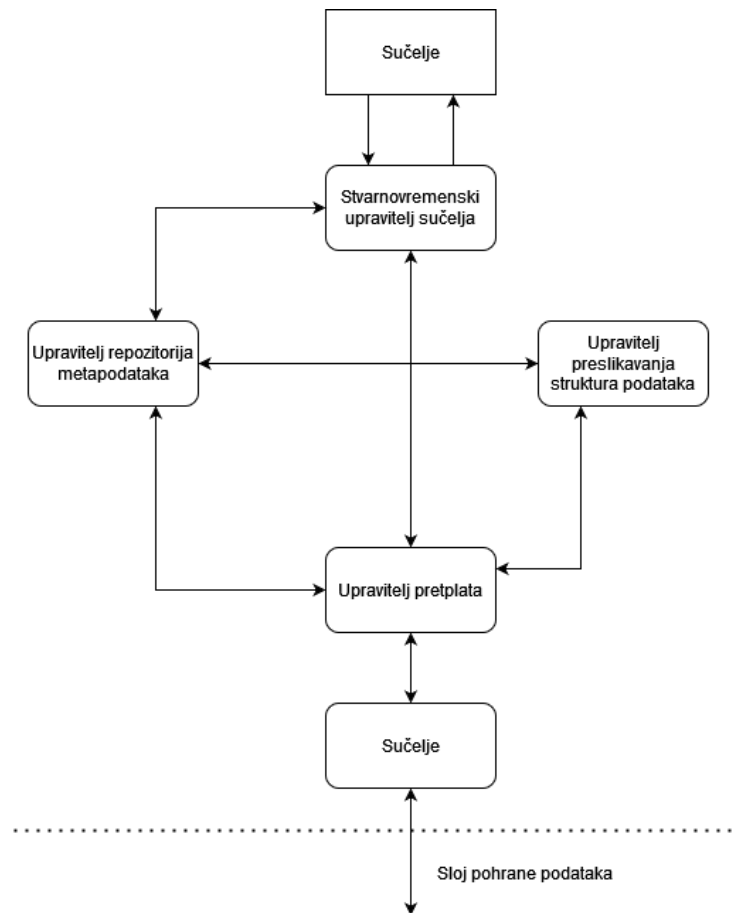 Sučelje
Stvarnovremenski
upravitelj sučelja
Upravitelj repozitorija
metapodataka
Upravitelj
preslikavanja
struktura podataka
Upravitelj pretplata
Sučelje
Sloj pohrane podataka